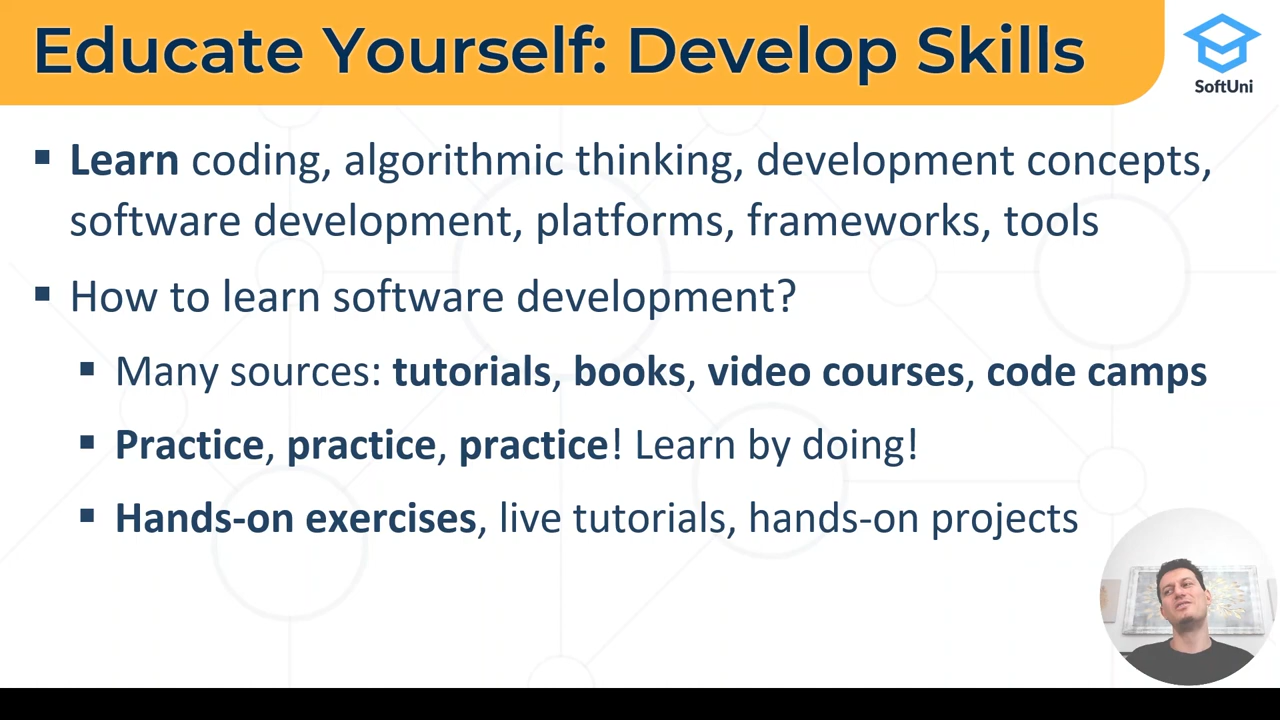 Educate Yourself: Develop Skills
SoftUni
▪ Learn coding, algorithmic thinking, development concepts,
software development, platforms, frameworks, tools
▪ How to learn software development?
▪ Many sources: tutorials, books, video courses, code camps
▪ Practice, practice, practice! Learn by doing!
▪ Hands-on exercises, live tutorials, hands-on projects